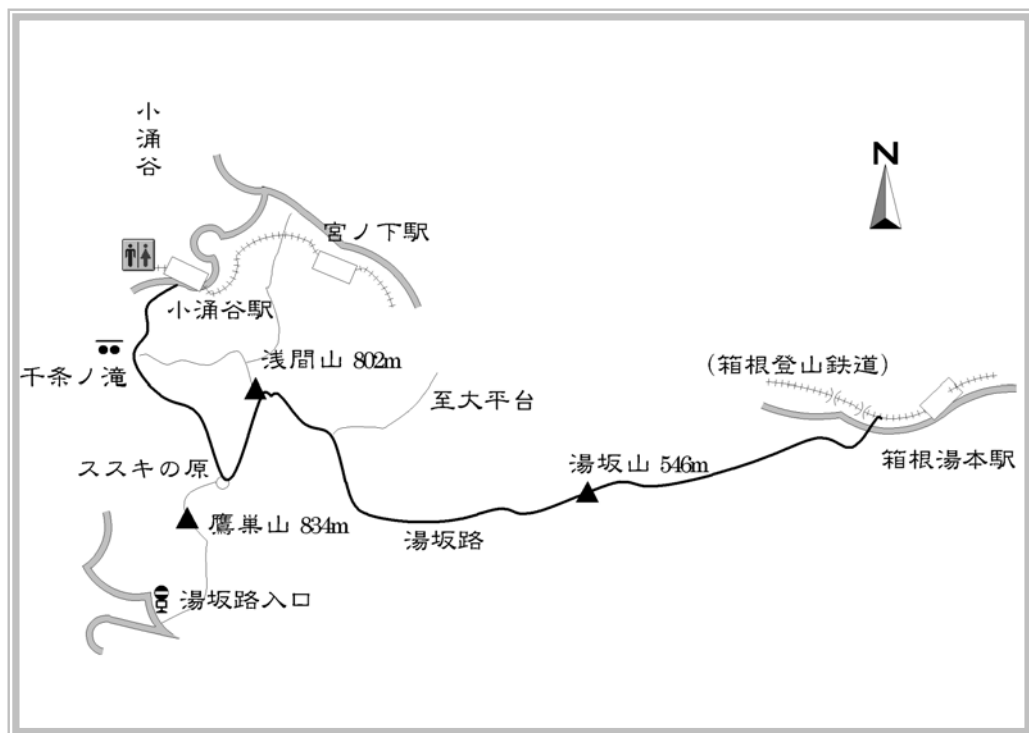 小涌谷
N
宮ノ下駅
小涌谷駅
千条ノ滝
浅間山 802m
(箱根登山鉄道)
至大平台
箱根湯本駅
ススキの原
湯坂山 546m
鷹巣山 834m
湯坂路
湯坂路入口